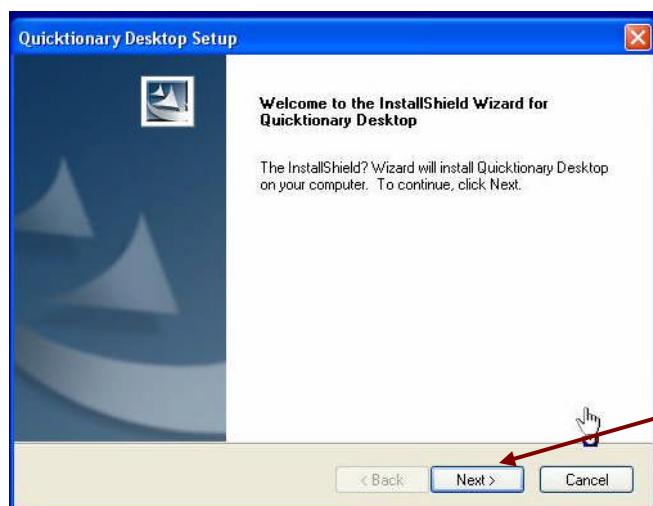 Quicktionary Desktop Setup
Welcome to the InstallShield Wizard for
Quicktionary Desktop
The InstallShield? Wizard will install Quicktionary Desktop
on your computer.  To continue, click Next.
< Back
Next >
Cancel